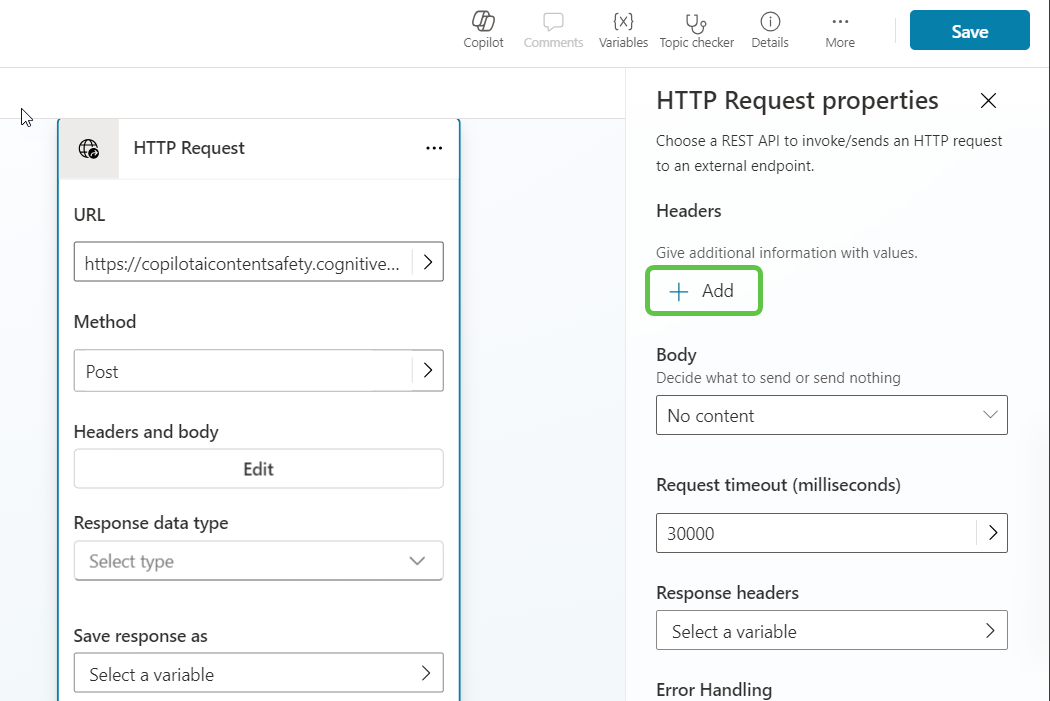 Copilot
Comments
{x}
Variables
Topic checker
Details
More
Save
HTTP Request
URL
https://copilotaicontentsafety.cognitive...
Method
Post
Headers and body
Edit
Response data type
Select type
Save response as
Select a variable
HTTP Request properties
Choose a REST API to invoke/sends an HTTP request
to an external endpoint.
Headers
Give additional information with values.
Add
Body
Decide what to send or send nothing
No content
Request timeout (milliseconds)
30000
Response headers
Select a variable
Error Handling